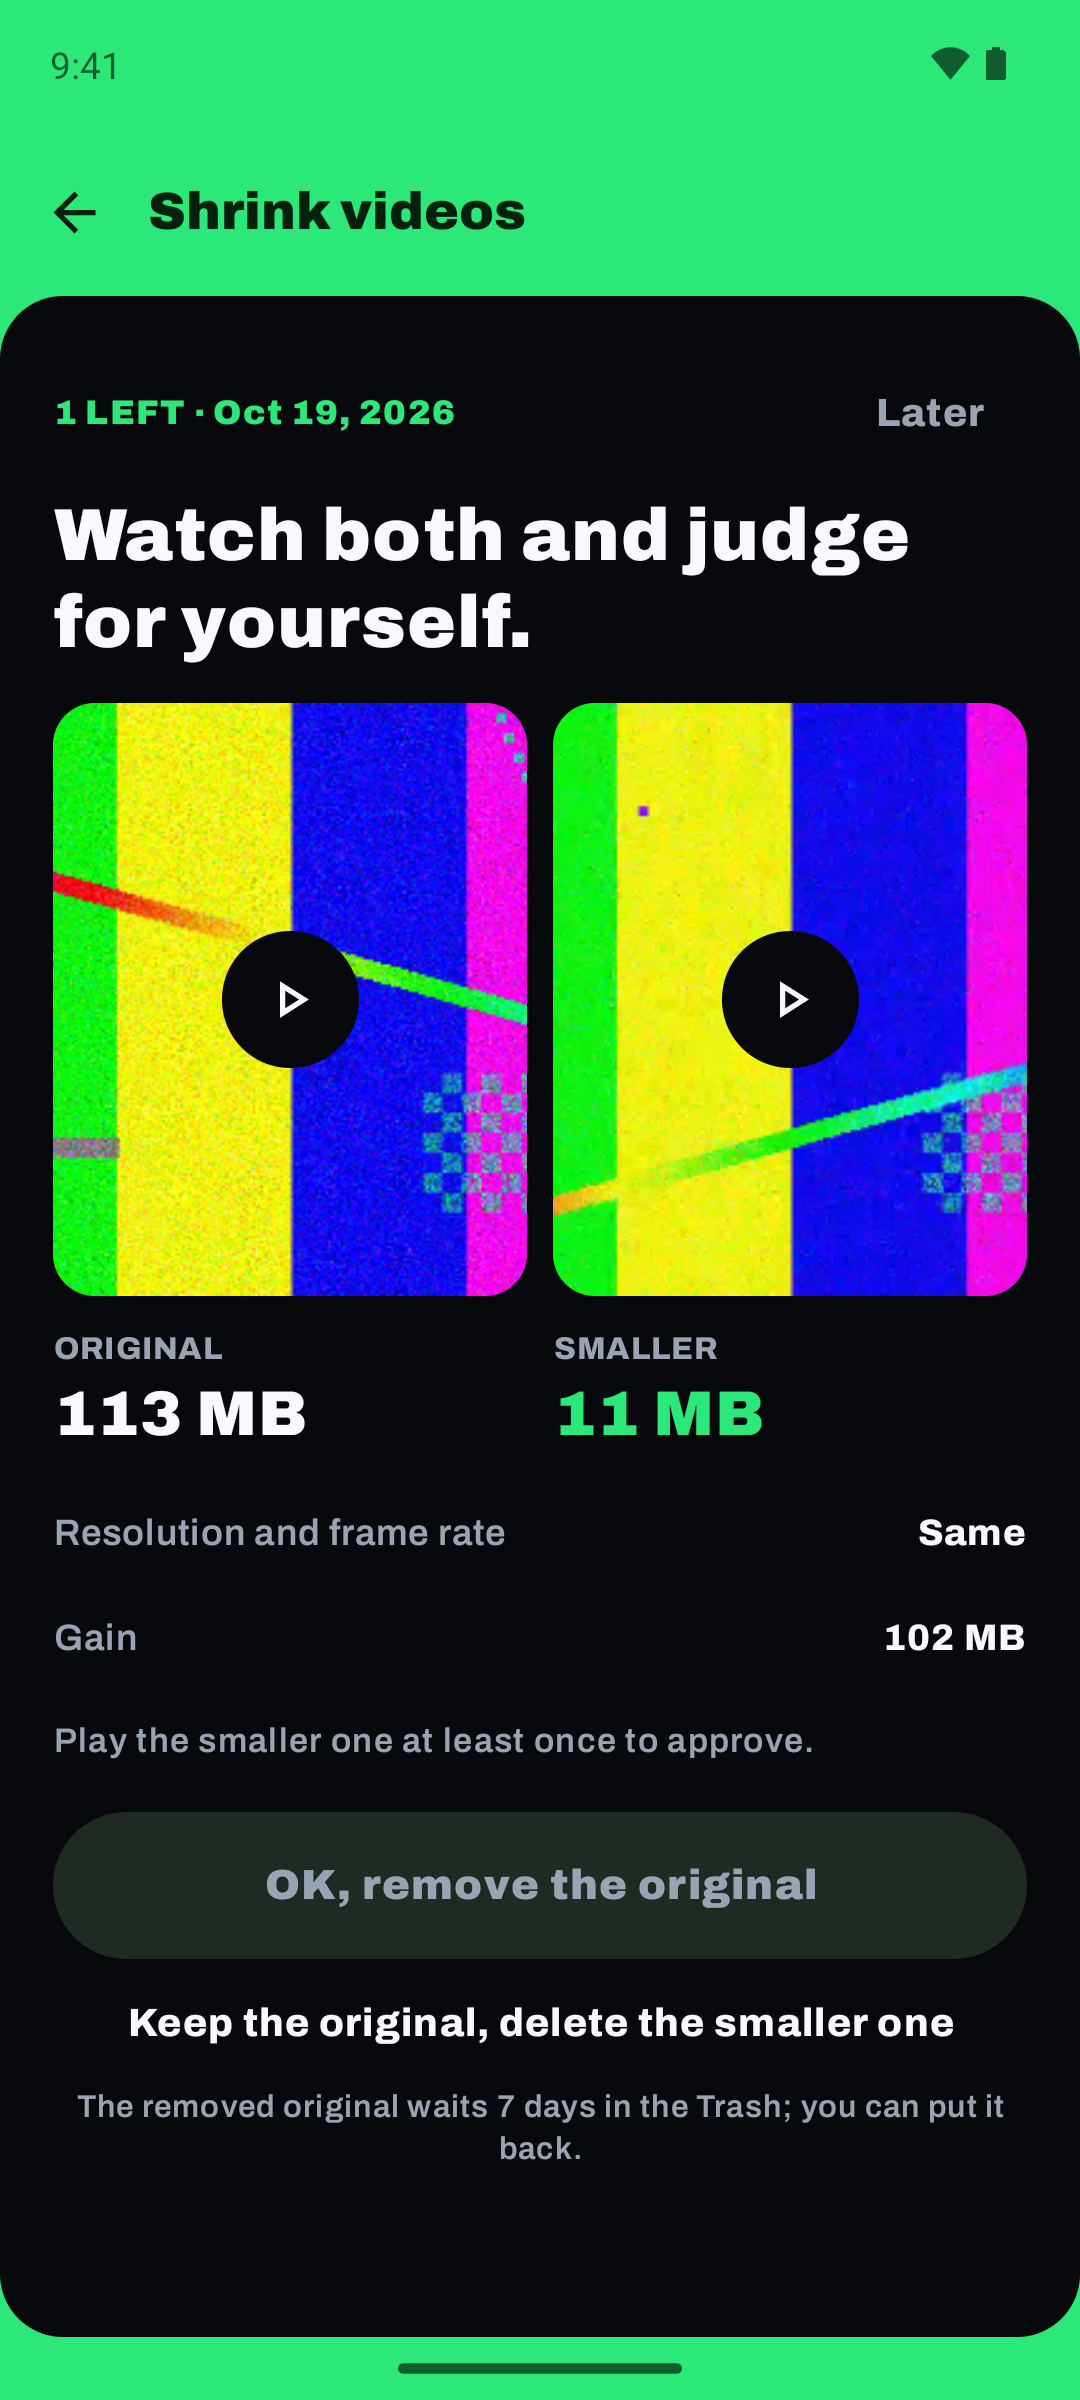 9:41
Shrink videos
1 LEFT · Oct 19, 2026
Later
Watch both and judge
for yourself.
ORIGINAL
113 MB
SMALLER
11 MB
Resolution and frame rate
Same
Gain
102 MB
Play the smaller one at least once to approve.
OK, remove the original
Keep the original, delete the smaller one
The removed original waits 7 days in the Trash; you can put it
back.